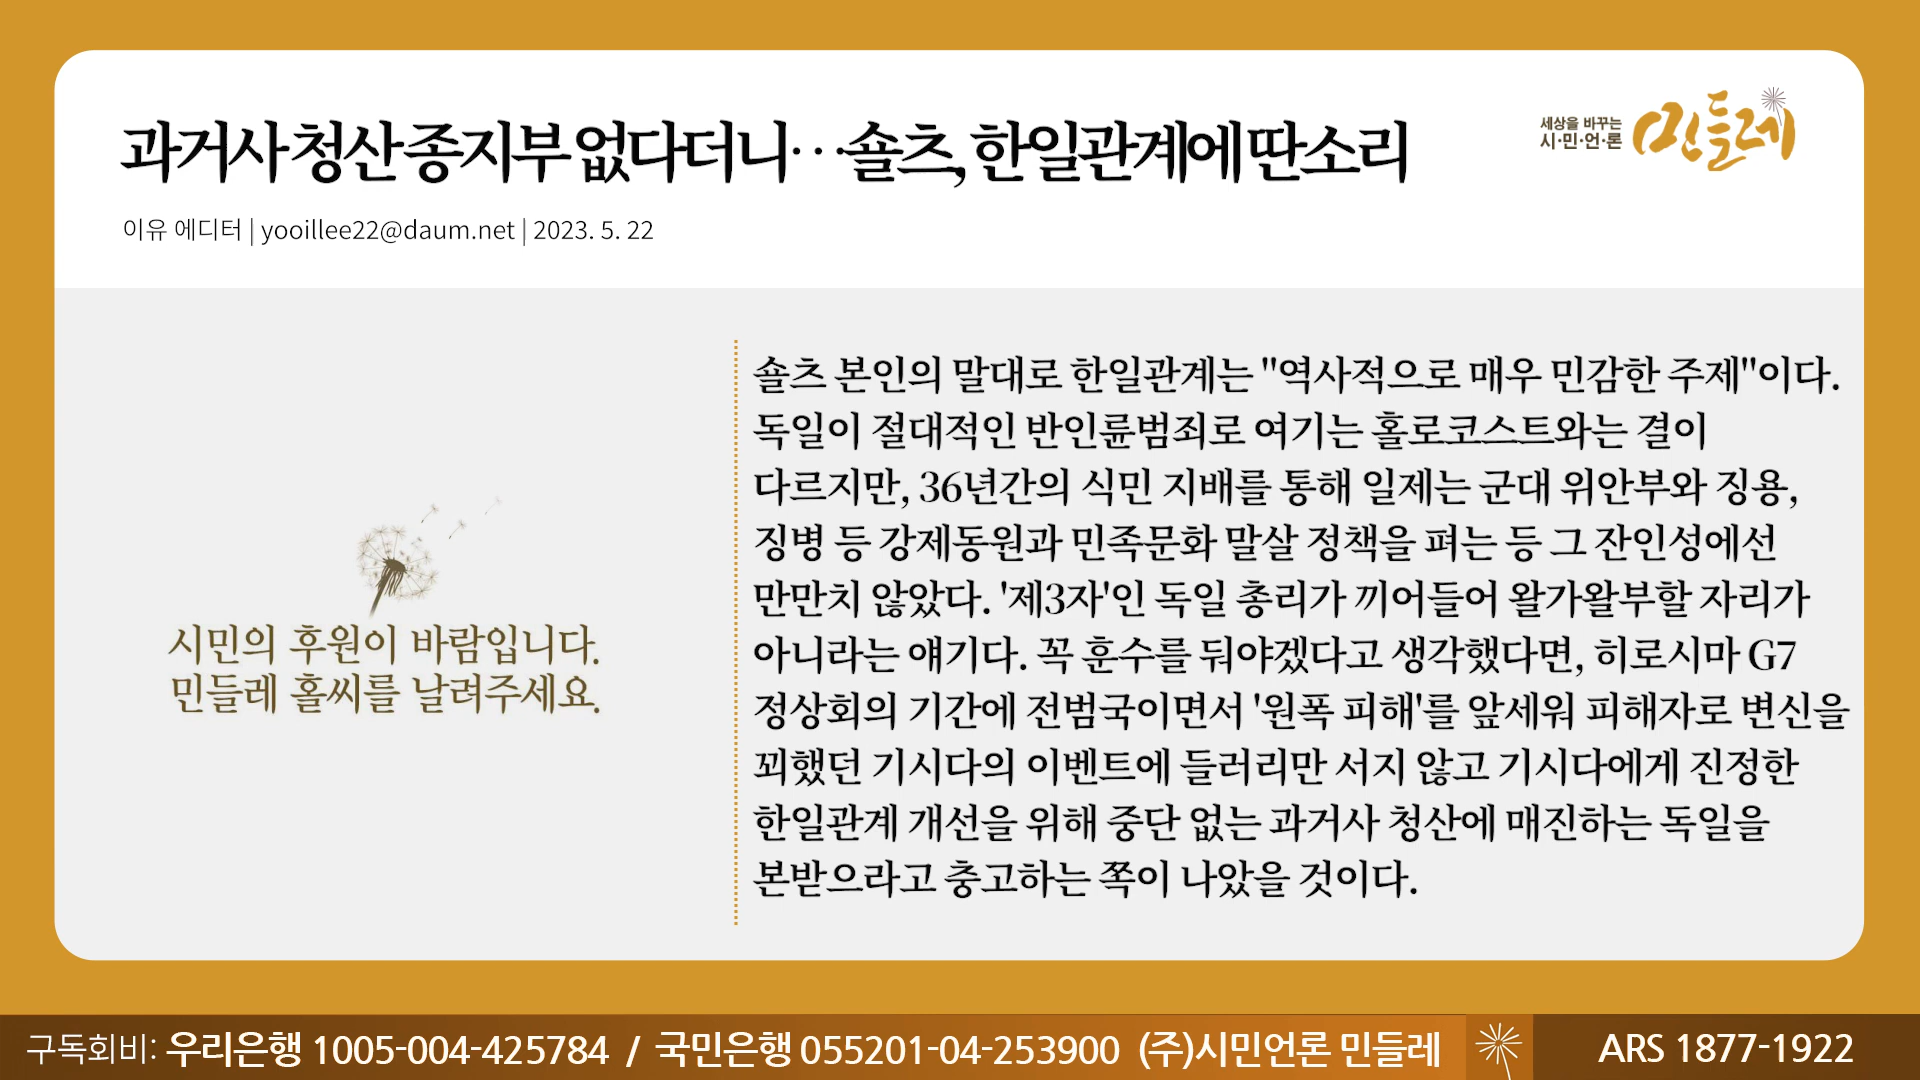 과거사 청산 종지부 없다더니…숄츠, 한일관계에 딴소리
세상을 바꾸는
시·민·언·론
민들레
이유 에디터 | yooillee22@daum.net | 2023. 5. 22
숄츠 본인의 말대로 한일관계는 "역사적으로 매우 민감한 주제"이다.
독일이 절대적인 반인륜범죄로 여기는 홀로코스트와는 결이
다르지만, 36년간의 식민 지배를 통해 일제는 군대 위안부와 징용,
징병 등 강제동원과 민족문화 말살 정책을 펴는 등 그 잔인성에선
만만치 않았다. '제3자'인 독일 총리가 끼어들어 왈가왈부할 자리가
아니라는 얘기다. 꼭 훈수를 둬야겠다고 생각했다면, 히로시마 G7
정상회의 기간에 전범국이면서 '원폭 피해'를 앞세워 피해자로 변신을
꾀했던 기시다의 이벤트에 들러리만 서지 않고 기시다에게 진정한
한일관계 개선을 위해 중단 없는 과거사 청산에 매진하는 독일을
본받으라고 충고하는 쪽이 나았을 것이다.
시민의 후원이 바람입니다.
민들레 홀씨를 날려주세요.
구독회비: 우리은행 1005-004-425784 / 국민은행 055201-04-253900 (주)시민언론 민들레
ARS 1877-1922